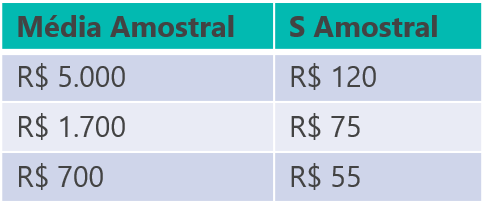 Média Amostral S Amostral
R$ 5.000 R$ 120
R$ 1.700 R$ 75
R$ 700 R$ 55